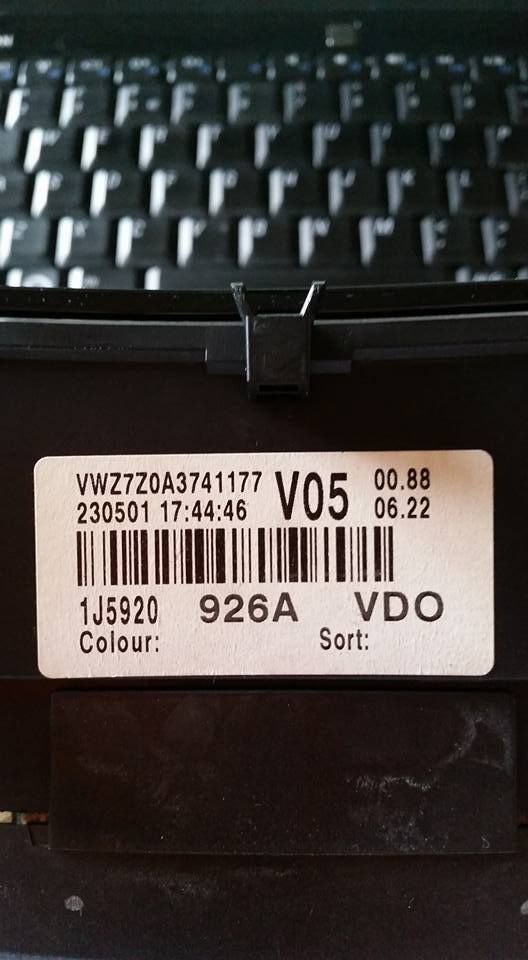 VWZ7Z0A3741177 V05 00.88
230501 17:44:46 06.22
1J5920 926A VDO
Colour: Sort: